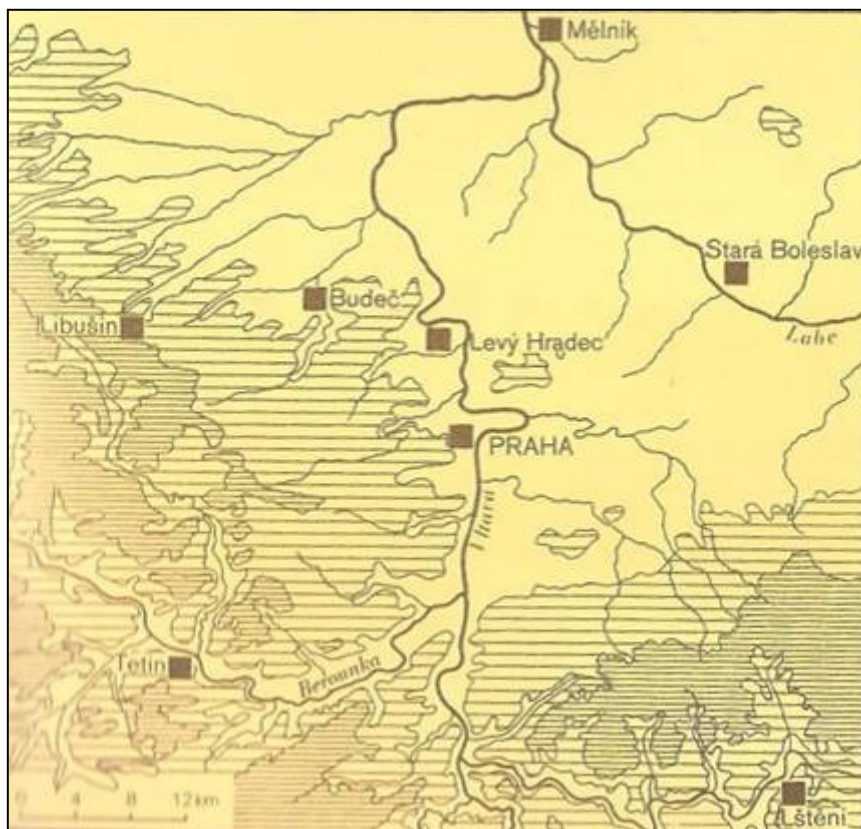 Mělník
Stará Boleslav
Budeč
Libušín
Levý Hradec
Labe
PRAHA
Vltava
Tetín
Berounka
0 4 8 12 km
Lštění